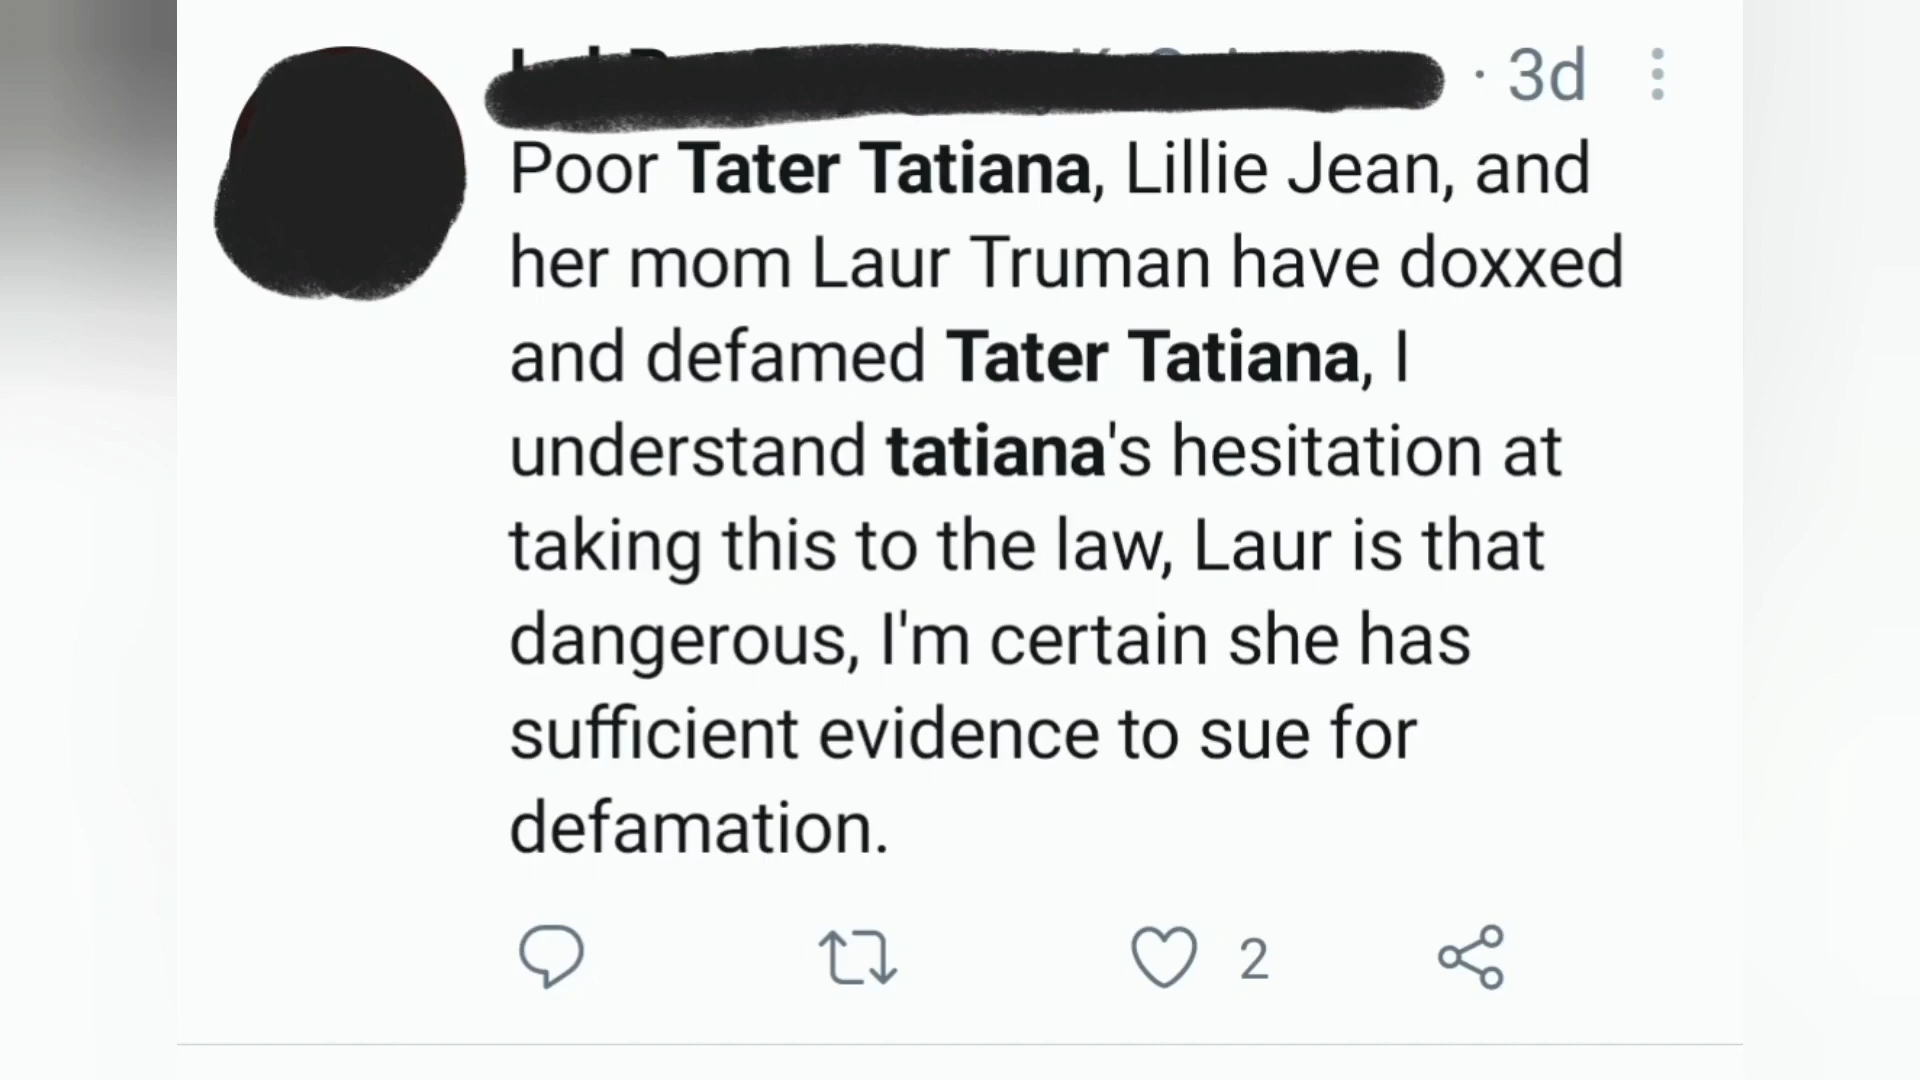 · 3d
Poor Tater Tatiana, Lillie Jean, and
her mom Laur Truman have doxxed
and defamed Tater Tatiana, I
understand tatiana's hesitation at
taking this to the law, Laur is that
dangerous, I'm certain she has
sufficient evidence to sue for
defamation.
2